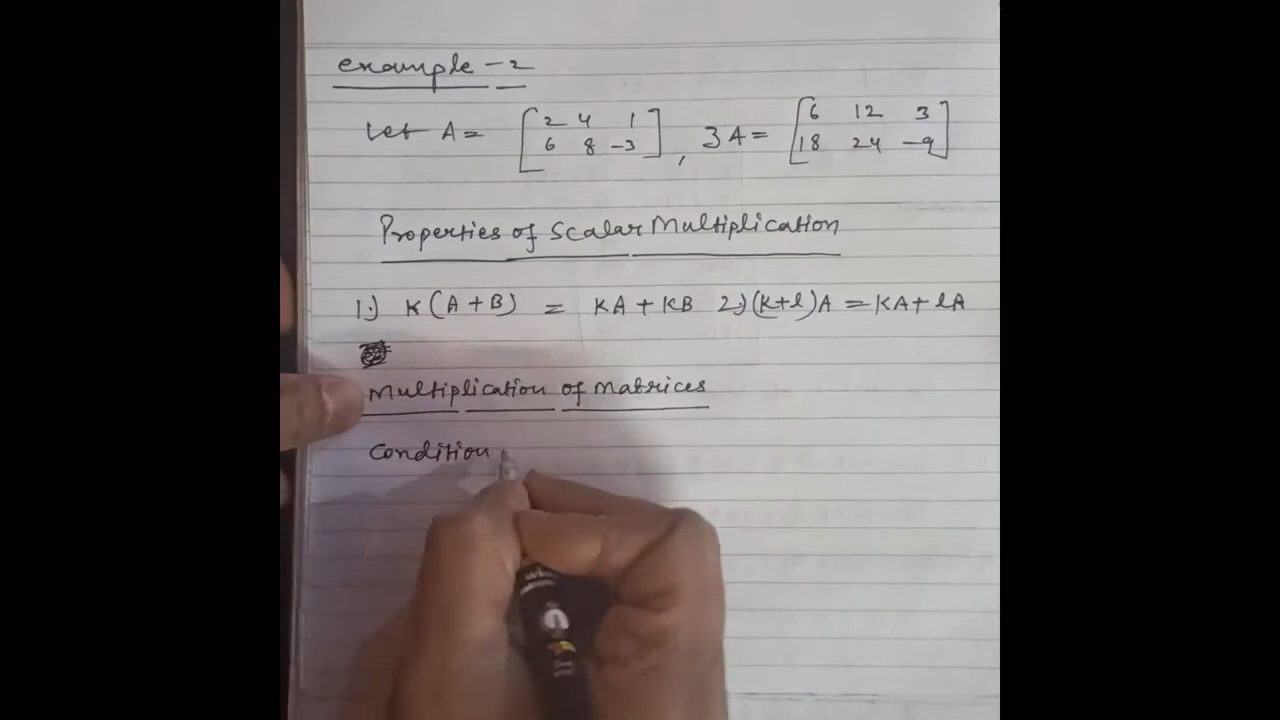 example - 2
Let A = [ 2 4 1 6 8 -3 ] , 3A = [ 6 12 3 18 24 -9 ]
Properties of Scalar Multiplication
1.) K(A+B) = KA + KB 2.) (K+l)A = KA + lA
Multiplication of Matrices
Condition